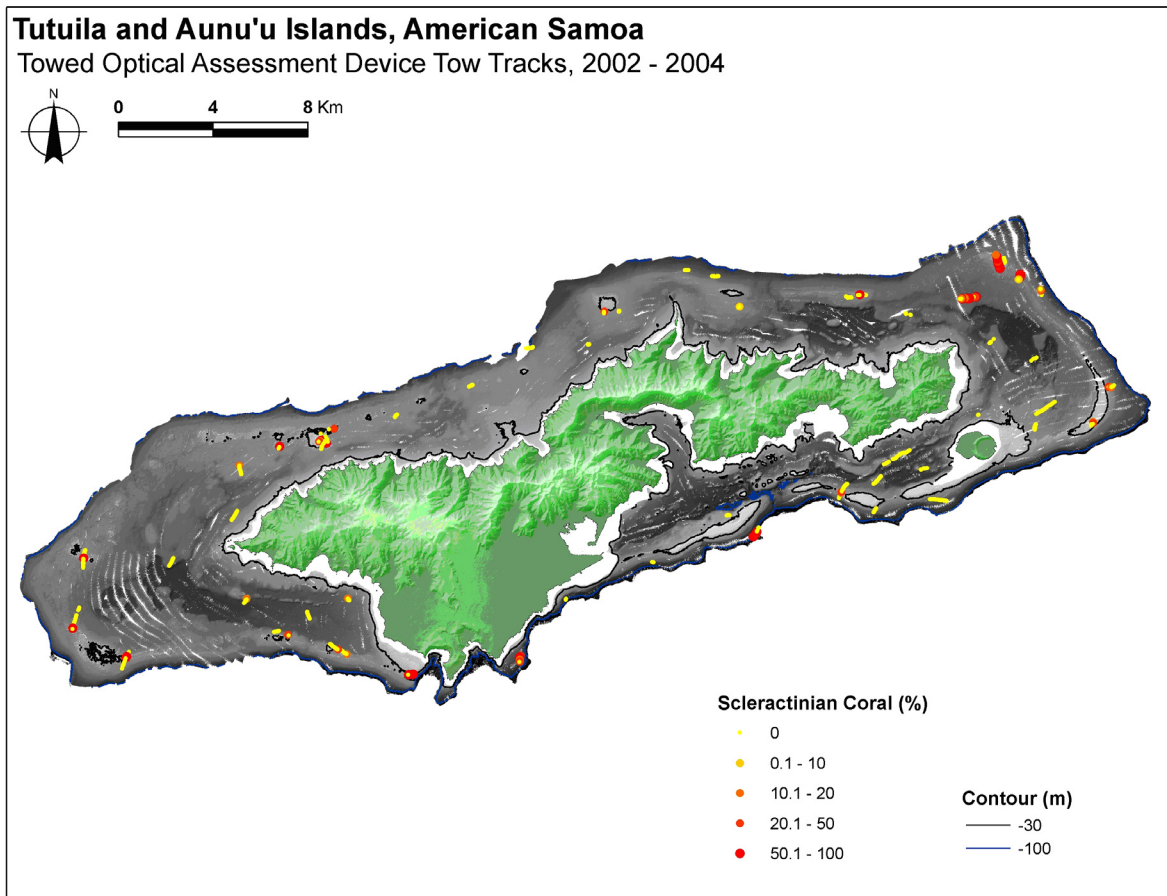 Tutuila and Aunu'u Islands, American Samoa
Towed Optical Assessment Device Tow Tracks, 2002 - 2004
N
0 4 8 Km
Scleractinian Coral (%)
0
0.1 - 10
10.1 - 20
20.1 - 50
50.1 - 100
Contour (m)
-30
-100